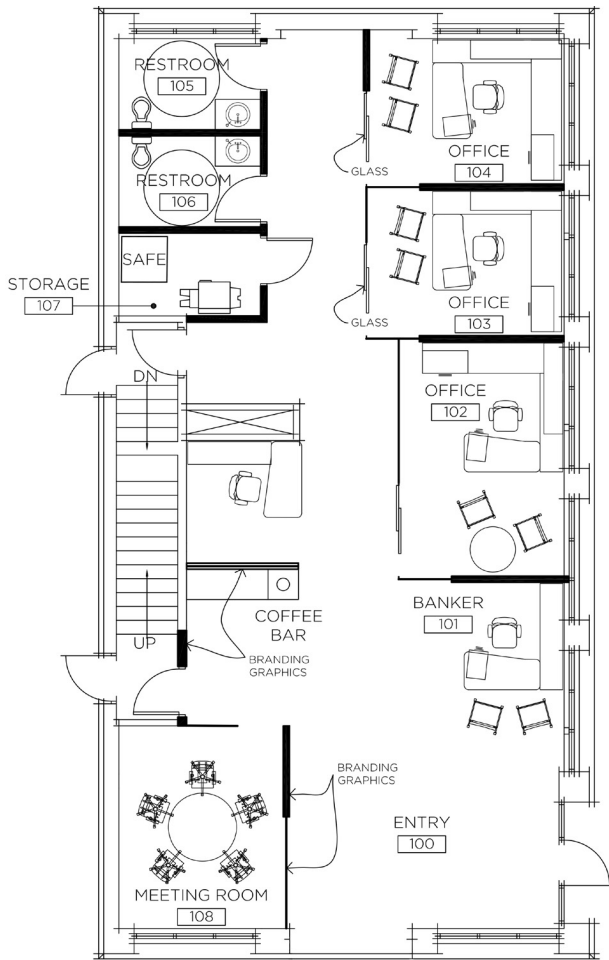 RESTROOM
105
OFFICE
104
GLASS
RESTROOM
106
SAFE
STORAGE
107
OFFICE
103
GLASS
DN
OFFICE
102
COFFEE
BAR
BANKER
101
UP
BRANDING
GRAPHICS
BRANDING
GRAPHICS
ENTRY
100
MEETING ROOM
108